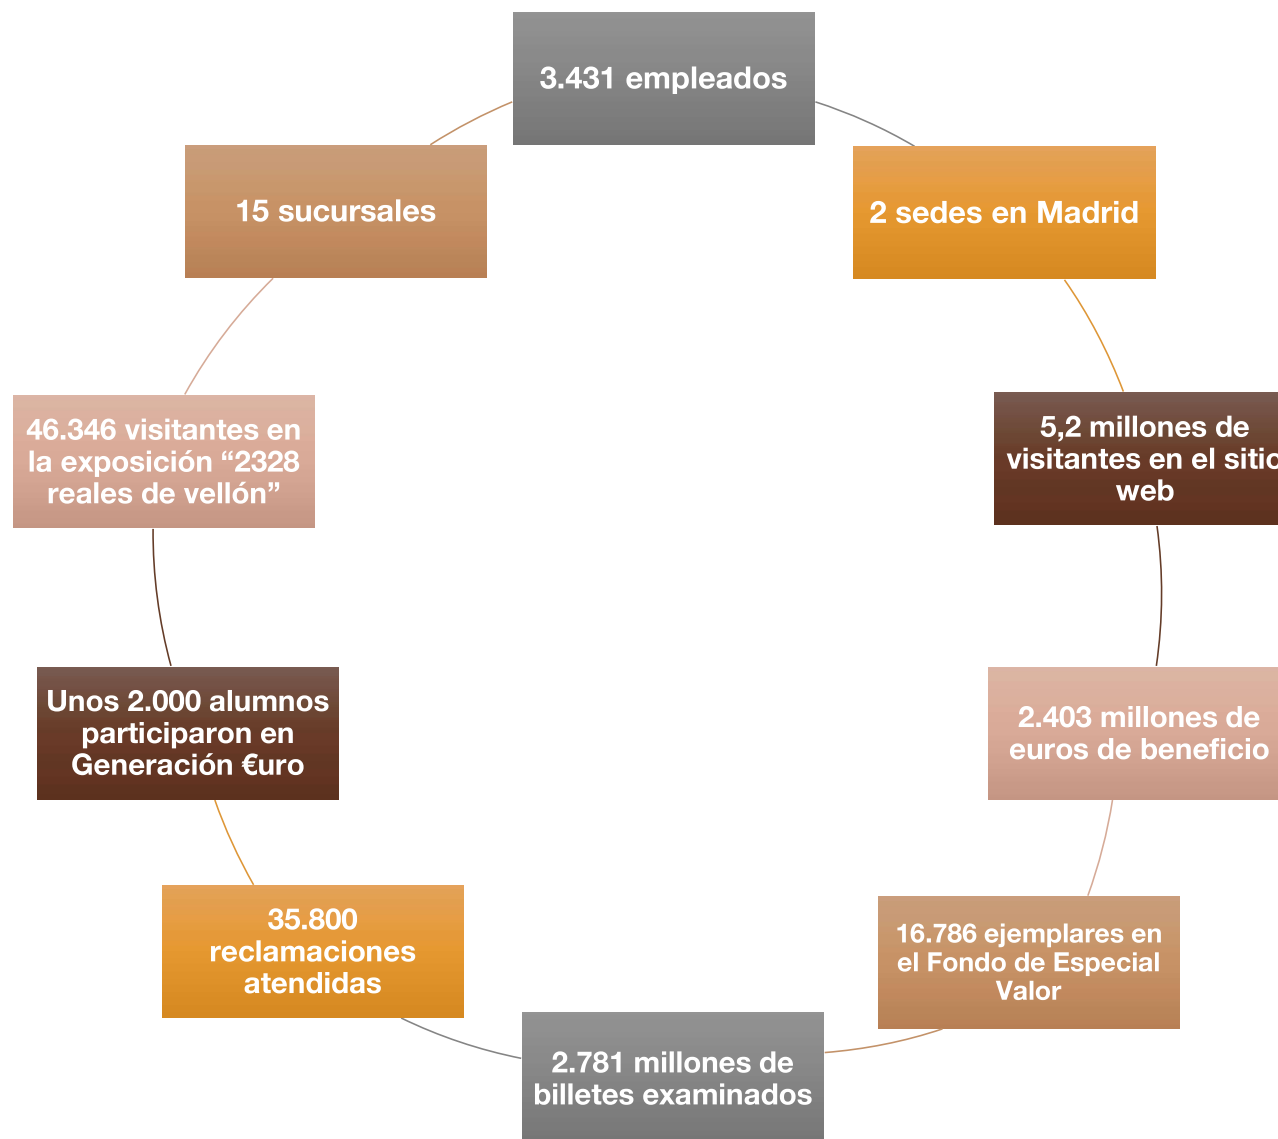 3.431 empleados
2 sedes en Madrid
5,2 millones de
visitantes en el sitio
web
2.403 millones de
euros de beneficio
16.786 ejemplares en
el Fondo de Especial
Valor
2.781 millones de
billetes examinados
35.800
reclamaciones
atendidas
Unos 2.000 alumnos
participaron en
Generación €uro
46.346 visitantes en
la exposición “2328
reales de vellón”
15 sucursales